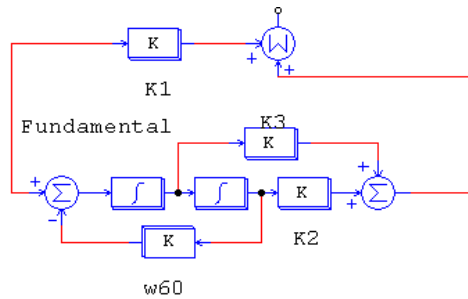 K
K1
Fundamental
K3
K
Σ
∫
∫
K
Σ
K2
K
w60
Σ
+
+
+
-
+
+